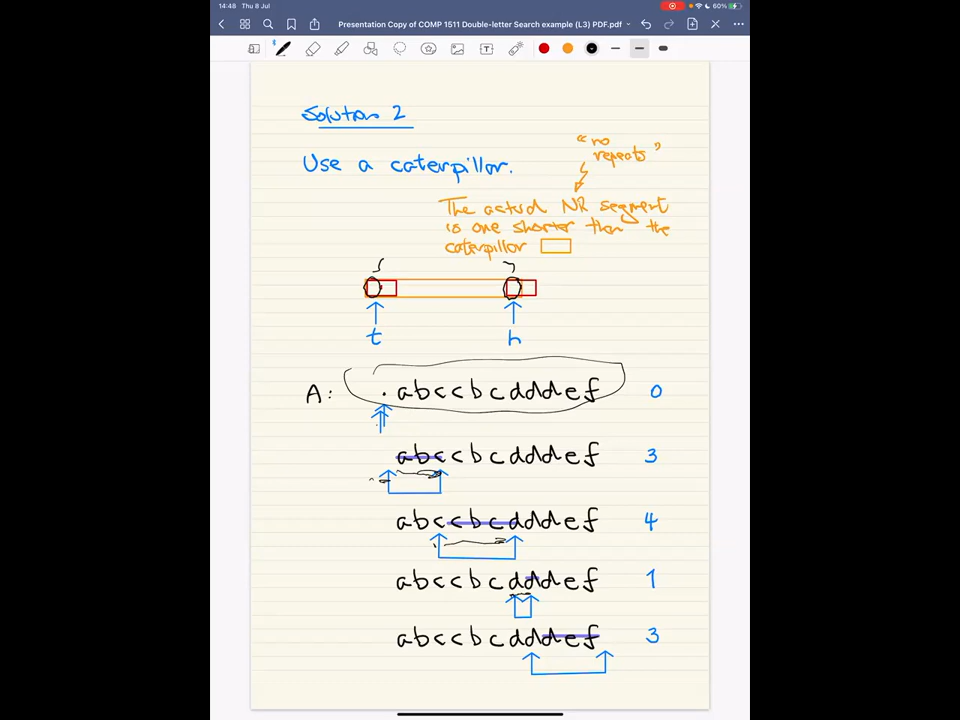 14:48 Thu 8 Jul
60%
Presentation Copy of COMP 1511 Double-letter Search example (L3) PDF.pdf
Solution 2
Use a caterpillar.
"no
repeats"
The actual NR segment
is one shorter than the
caterpillar
t h
A: . abccbcdddef 0
abccbcdddef 3
abccbcdddef 4
abccbcdddef 1
abccbcdddef 3